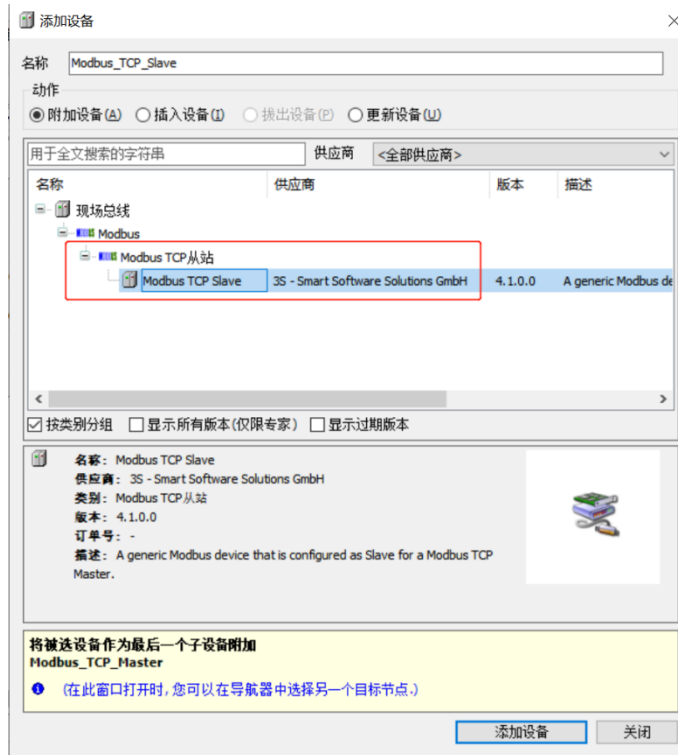 添加设备
名称 Modbus_TCP_Slave
动作
附加设备(A) 插入设备(I) 拔出设备(P) 更新设备(U)
用于全文搜索的字符串 供应商 <全部供应商>
名称 供应商 版本 描述
现场总线
Modbus
Modbus TCP从站
Modbus TCP Slave 3S - Smart Software Solutions GmbH 4.1.0.0 A generic Modbus de
按类别分组 显示所有版本(仅限专家) 显示过期版本
名称: Modbus TCP Slave
供应商: 3S - Smart Software Solutions GmbH
类别: Modbus TCP从站
版本: 4.1.0.0
订单号: -
描述: A generic Modbus device that is configured as Slave for a Modbus TCP
Master.
将被选设备作为最后一个子设备附加
Modbus_TCP_Master
(在此窗口打开时,您可以在导航器中选择另一个目标节点.)
添加设备 关闭